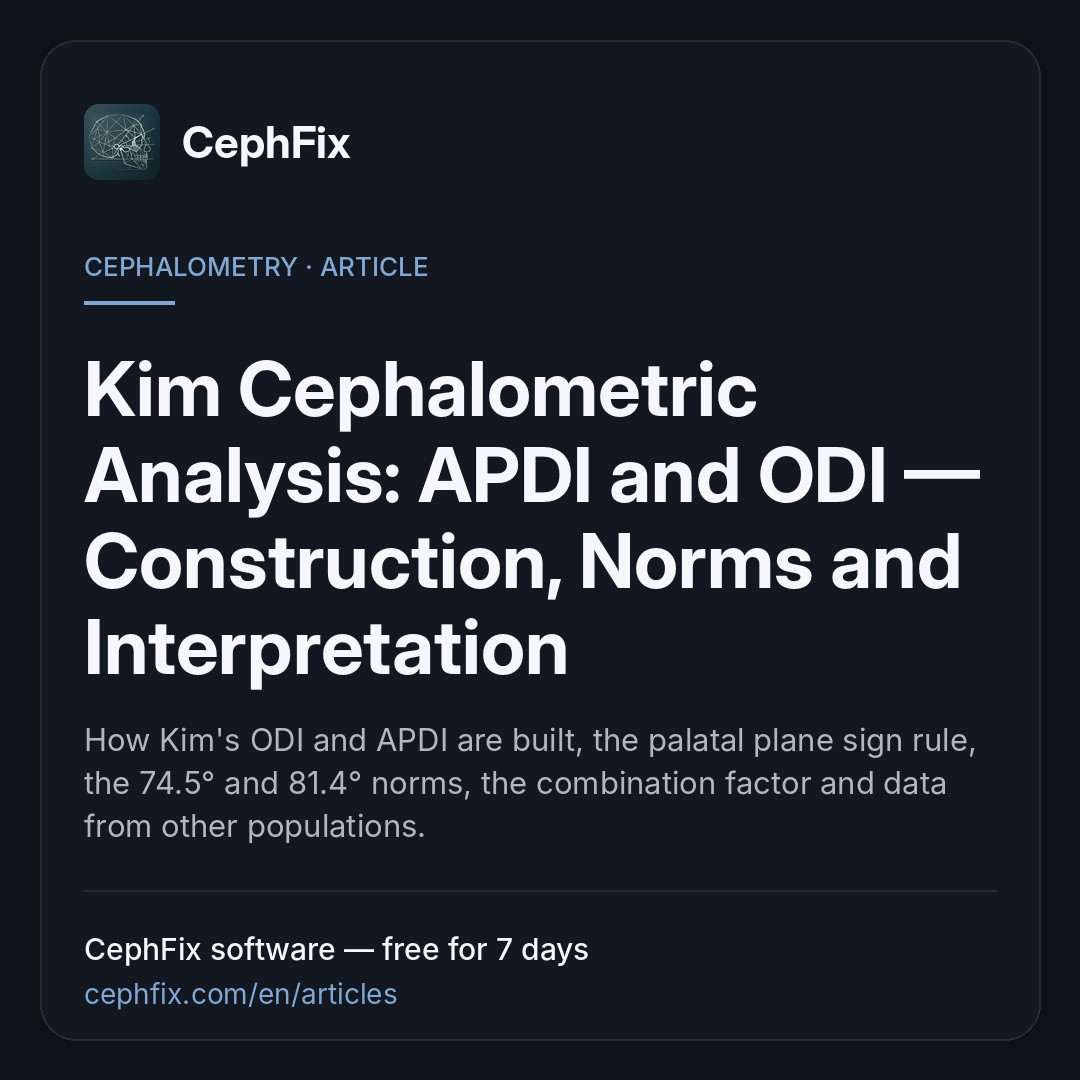 CephFix
CEPHALOMETRY · ARTICLE
Kim Cephalometric
Analysis: APDI and ODI —
Construction, Norms and
Interpretation
How Kim's ODI and APDI are built, the palatal plane sign rule,
the 74.5° and 81.4° norms, the combination factor and data
from other populations.
CephFix software — free for 7 days
cephfix.com/en/articles